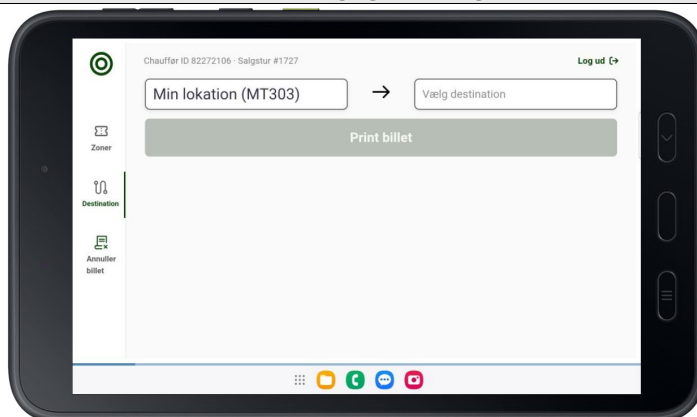 Chauffør ID 82272106 · Salgstur #1727
Log ud
Min lokation (MT303)
→
Vælg destination
Print billet
Zoner
Destination
Annuller
billet